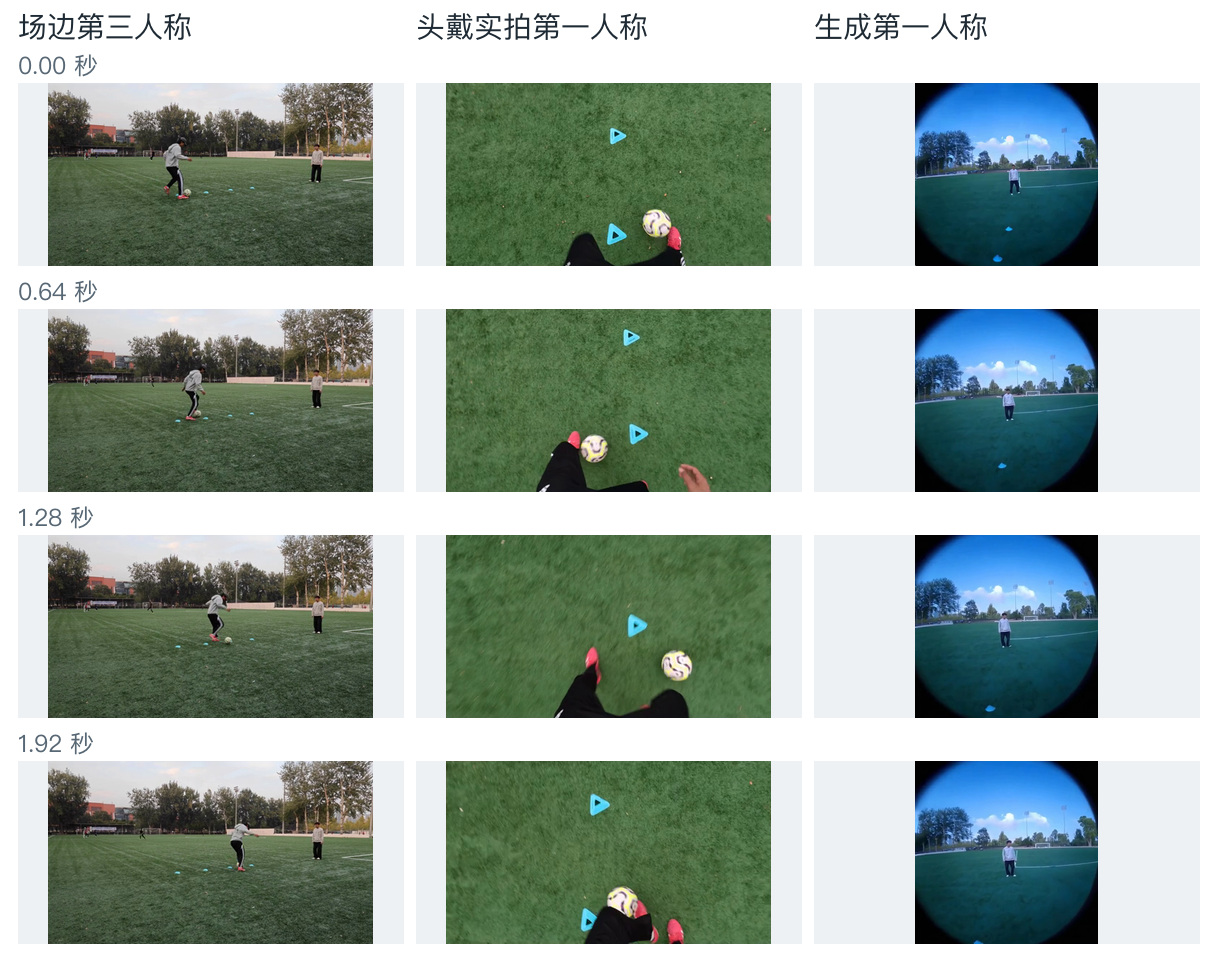 场边第三人称
头戴实拍第一人称
生成第一人称
0.00 秒
0.64 秒
1.28 秒
1.92 秒